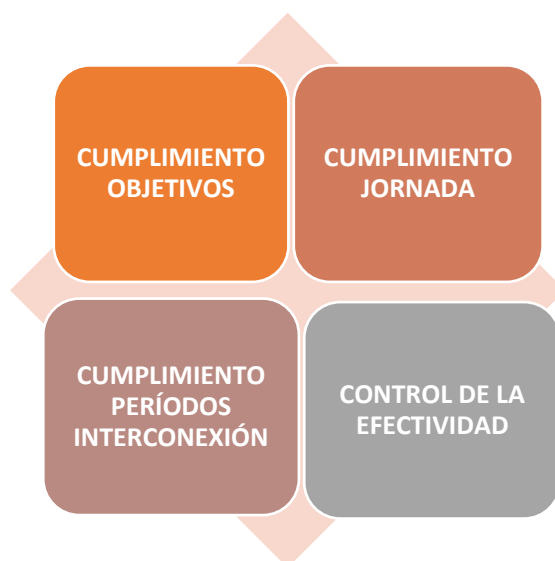 CUMPLIMIENTO
OBJETIVOS
CUMPLIMIENTO
JORNADA
CUMPLIMIENTO
PERÍODOS
INTERCONEXIÓN
CONTROL DE LA
EFECTIVIDAD